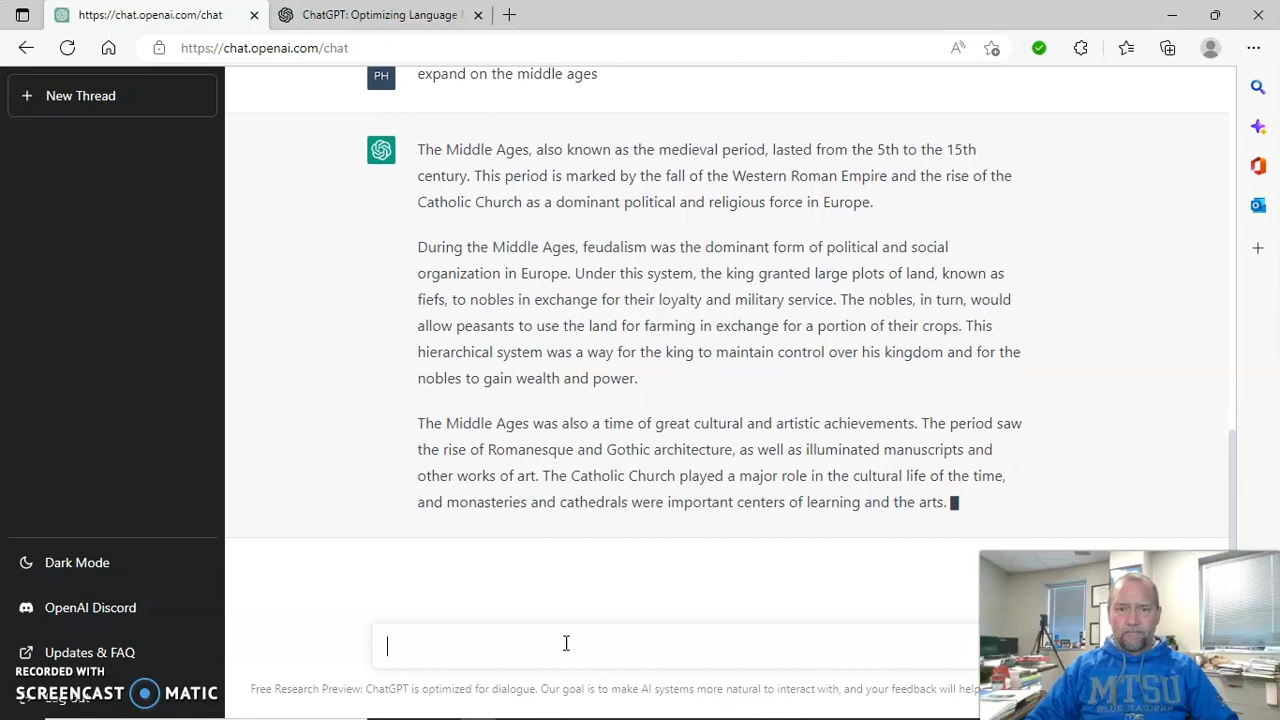 https://chat.openai.com/chat
ChatGPT: Optimizing Language
https://chat.openai.com/chat
New Thread
PH
expand on the middle ages
The Middle Ages, also known as the medieval period, lasted from the 5th to the 15th
century. This period is marked by the fall of the Western Roman Empire and the rise of the
Catholic Church as a dominant political and religious force in Europe.
During the Middle Ages, feudalism was the dominant form of political and social
organization in Europe. Under this system, the king granted large plots of land, known as
fiefs, to nobles in exchange for their loyalty and military service. The nobles, in turn, would
allow peasants to use the land for farming in exchange for a portion of their crops. This
hierarchical system was a way for the king to maintain control over his kingdom and for the
nobles to gain wealth and power.
The Middle Ages was also a time of great cultural and artistic achievements. The period saw
the rise of Romanesque and Gothic architecture, as well as illuminated manuscripts and
other works of art. The Catholic Church played a major role in the cultural life of the time,
and monasteries and cathedrals were important centers of learning and the arts.
Dark Mode
OpenAI Discord
Updates & FAQ
RECORDED WITH
SCREENCAST MATIC
Free Research Preview: ChatGPT is optimized for dialogue. Our goal is to make AI systems more natural to interact with, and your feedback will help
MTSU
BLUE RAIDERS